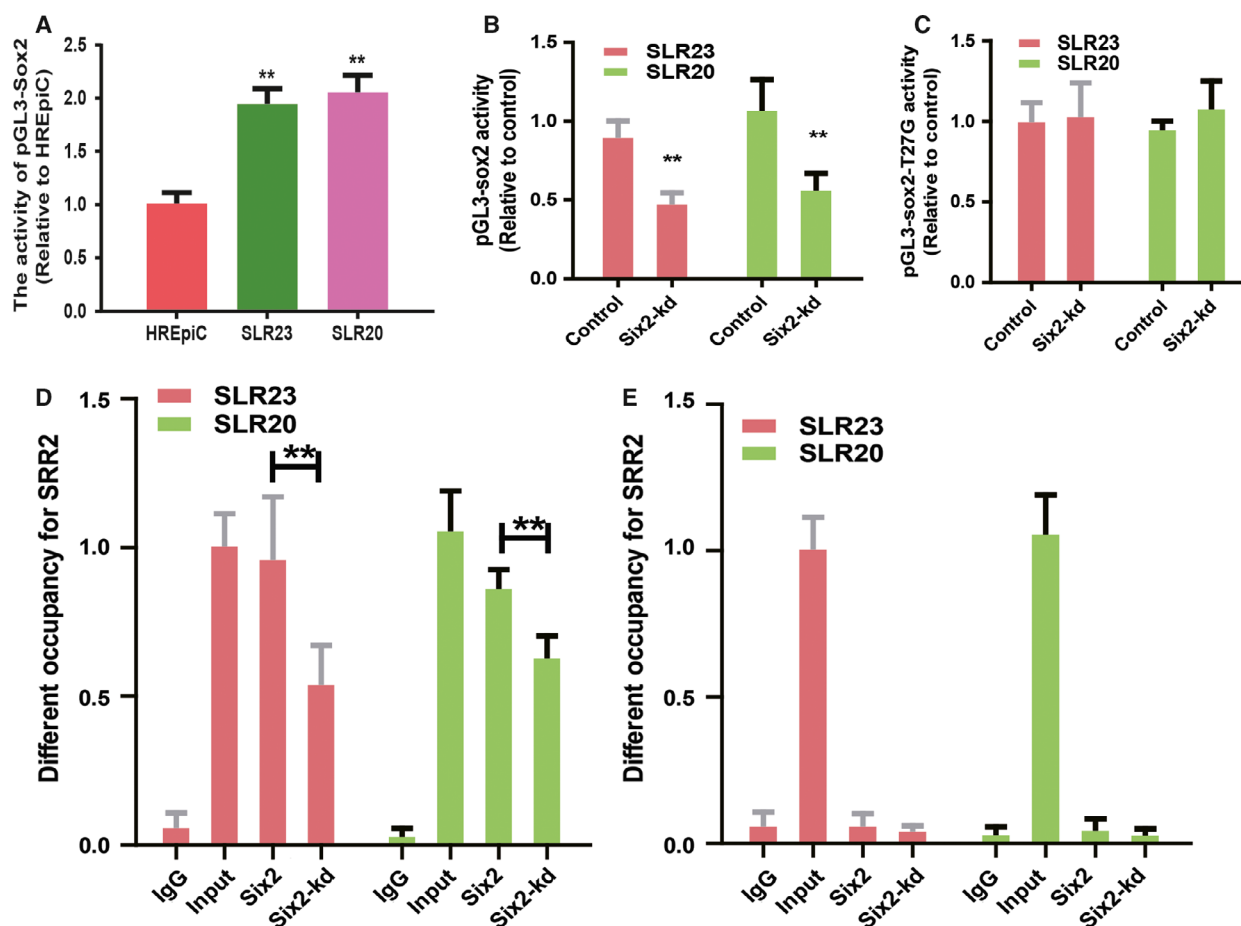 A
The activity of pGL3-Sox2
(Relative to HREpiC)
2.5
2.0
1.5
1.0
0.5
0.0
**
**
HREpiC
SLR23
SLR20
B
pGL3-sox2 activity
(Relative to control)
1.5
1.0
0.5
0.0
SLR23
SLR20
**
**
Control
Six2-kd
Control
Six2-kd
C
pGL3-sox2-T27G activity
(Relative to control)
1.5
1.0
0.5
0.0
SLR23
SLR20
Control
Six2-kd
Control
Six2-kd
D
Different occupancy for SRR2
1.5
1.0
0.5
0.0
SLR23
SLR20
**
**
IgG
Input
Six2
Six2-kd
IgG
Input
Six2
Six2-kd
E
Different occupancy for SRR2
1.5
1.0
0.5
0.0
SLR23
SLR20
IgG
Input
Six2
Six2-kd
IgG
Input
Six2
Six2-kd